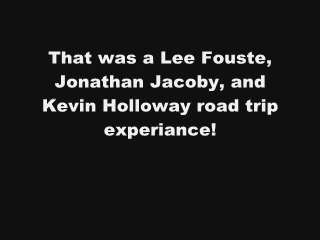 That was a Lee Fouste,
Jonathan Jacoby, and
Kevin Holloway road trip
experiance!